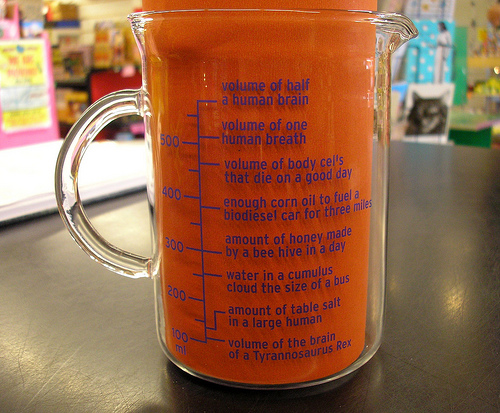 volume of half
a human brain
500
volume of one
human breath
volume of body cells
that die on a good day
400
enough corn oil to fuel a
biodiesel car for three miles
300
amount of honey made
by a bee hive in a day
water in a cumulus
cloud the size of a bus
200
amount of table salt
in a large human
100
ml
volume of the brain
of a Tyrannosaurus Rex